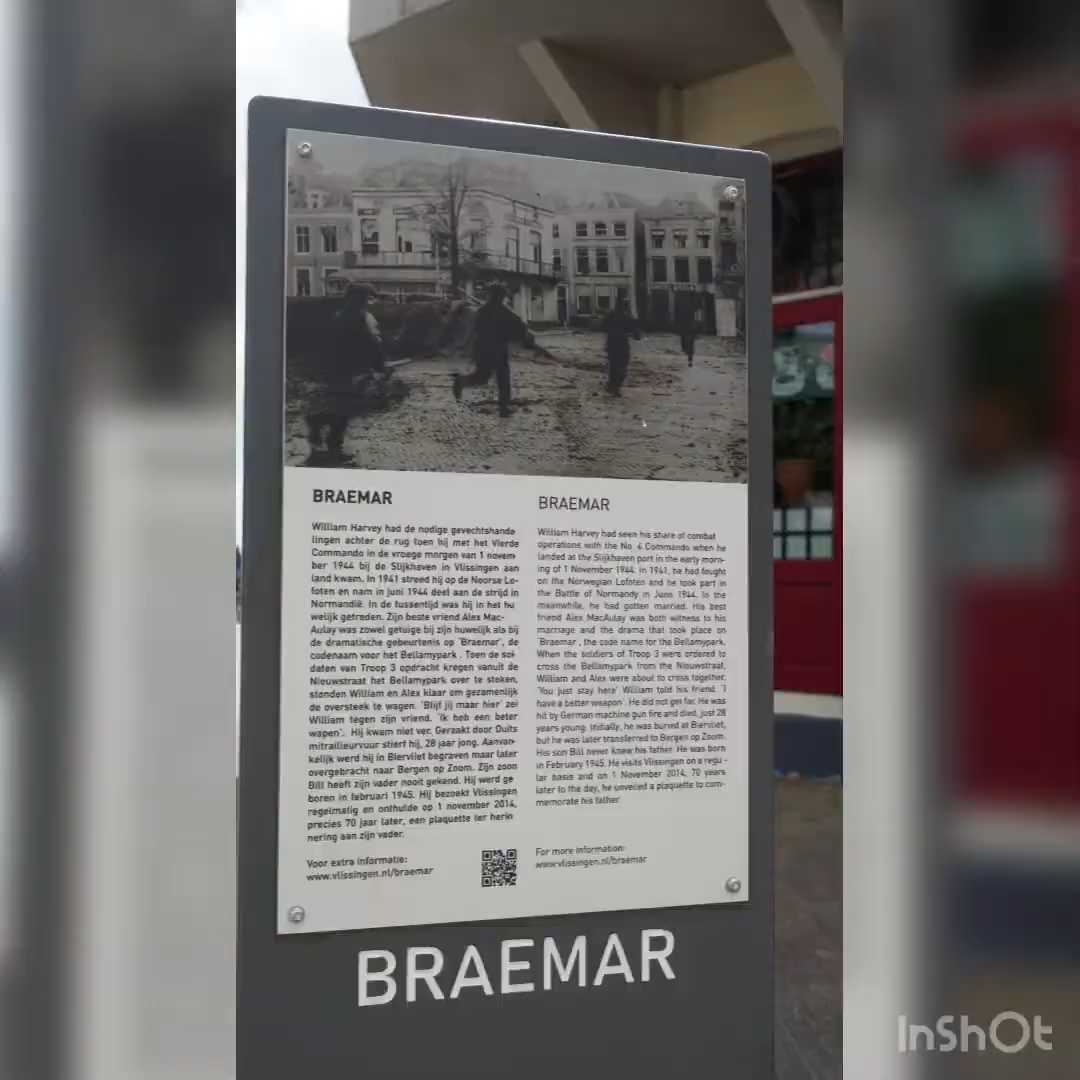 BRAEMAR
William Harvey had de nodige gevechtshande
lingen achter de rug toen hij met het Vierde
Commando in de vroege morgen van 1 novem-
ber 1944 bij de Slijkhaven in Vlissingen aan
land kwam. In 1941 streed hij op de Noorse Lo-
foten en nam in juni 1944 deel aan de strijd in
Normandië. In de tussentijd was hij in het hu
welijk getreden. Zijn beste vriend Alex Mac-
Aulay was zowel getuige bij zijn huwelijk als bij
de dramatische gebeurtenis op 'Braemar', de
codenaam voor het Bellamypark. Toen de sol-
daten van Troop 3 opdracht kregen vanuit de
Nieuwstraat het Bellamypark over te steken,
stonden William en Alex klaar om gezamenlijk
de oversteek te wagen. 'Blijf jij maar hier' zei
William tegen zijn vriend. 'Ik heb een beter
wapen'. Hij kwam niet ver. Geraakt door Duits
mitrailleurvuur stierf hij, 28 jaar jong. Aanvan-
kelijk werd hij in Biervliet begraven maar later
overgebracht naar Bergen op Zoom. Zijn zoon
Bill heeft zijn vader nooit gekend. Hij werd ge
boren in februari 1945. Hij bezoekt Vlissingen
regelmatig en onthulde op 1 november 2014,
precies 70 jaar later, een plaquette ter herin
nering aan zijn vader.
Voor extra informatie:
www.vlissingen.nl/braemar
BRAEMAR
William Harvey had seen his share of combat
operations with the No. 4 Commando when he
landed at the Slijkhaven port in the early morn-
ing of 1 November 1944. In 1941, he had fought
on the Norwegian Lofoten and he took part in
the Battle of Normandy in June 1944. In the
meanwhile, he had gotten married. His best
friend Alex MacAulay was both witness to his
marriage and the drama that took place on
'Braemar', the code name for the Bellamypark.
When the soldiers of Troop 3 were ordered to
cross the Bellamypark from the Nieuwstraat,
William and Alex were about to cross together.
'You just stay here' William told his friend. 'I
have a better weapon'. He did not get far. He was
hit by German machine gun fire and died, just 28
years young. Initially, he was buried at Biervliet,
but he was later transferred to Bergen op Zoom.
His son Bill never knew his father. He was born
in February 1945. He visits Vlissingen on a regu -
lar basis and on 1 November 2014, 70 years
later to the day, he unveiled a plaquette to com-
memorate his father.
For more information:
www.vlissingen.nl/braemar
BRAEMAR
InShOt